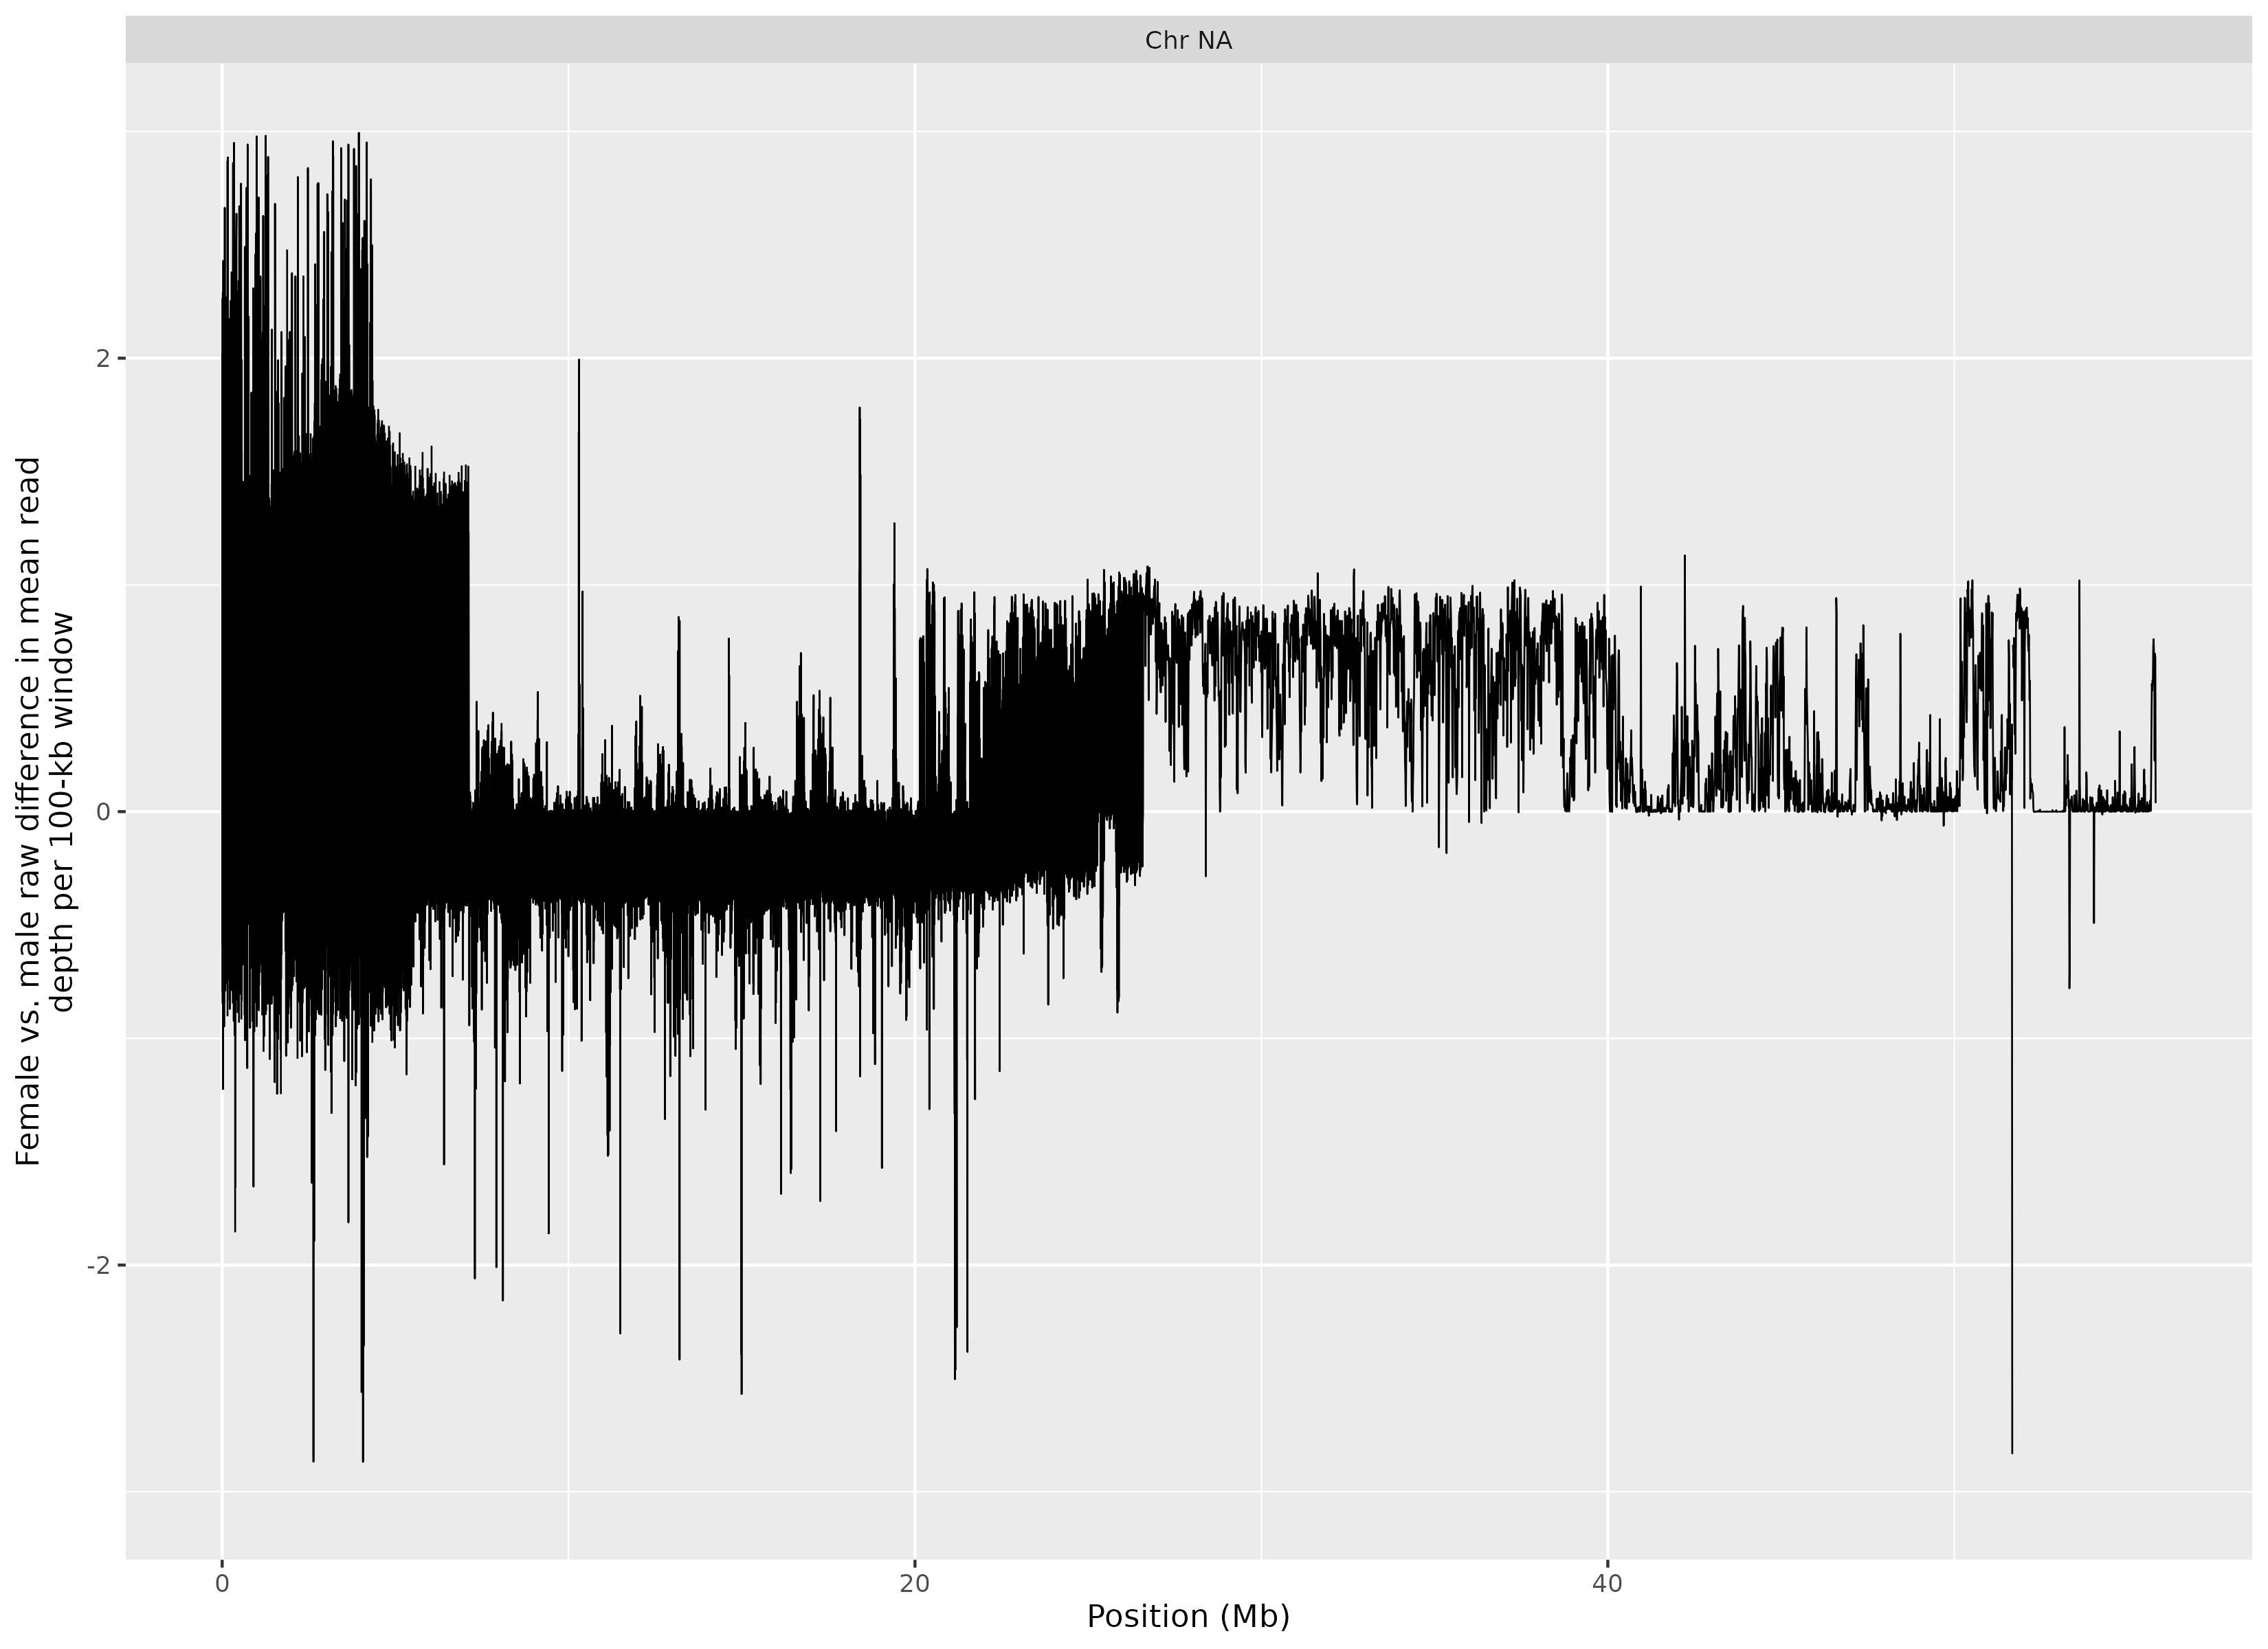 Chr NA
Female vs. male raw difference in mean read
depth per 100-kb window
2
0
-2
0
20
40
Position (Mb)